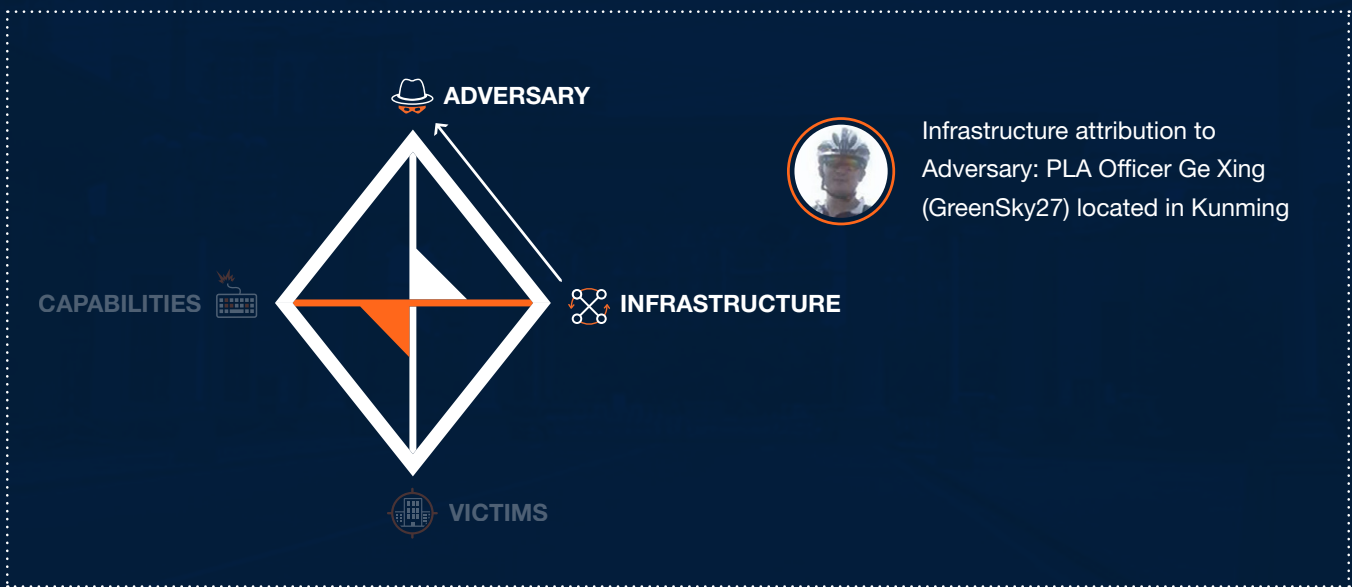 ADVERSARY
Infrastructure attribution to
Adversary: PLA Officer Ge Xing
(GreenSky27) located in Kunming
CAPABILITIES
INFRASTRUCTURE
VICTIMS